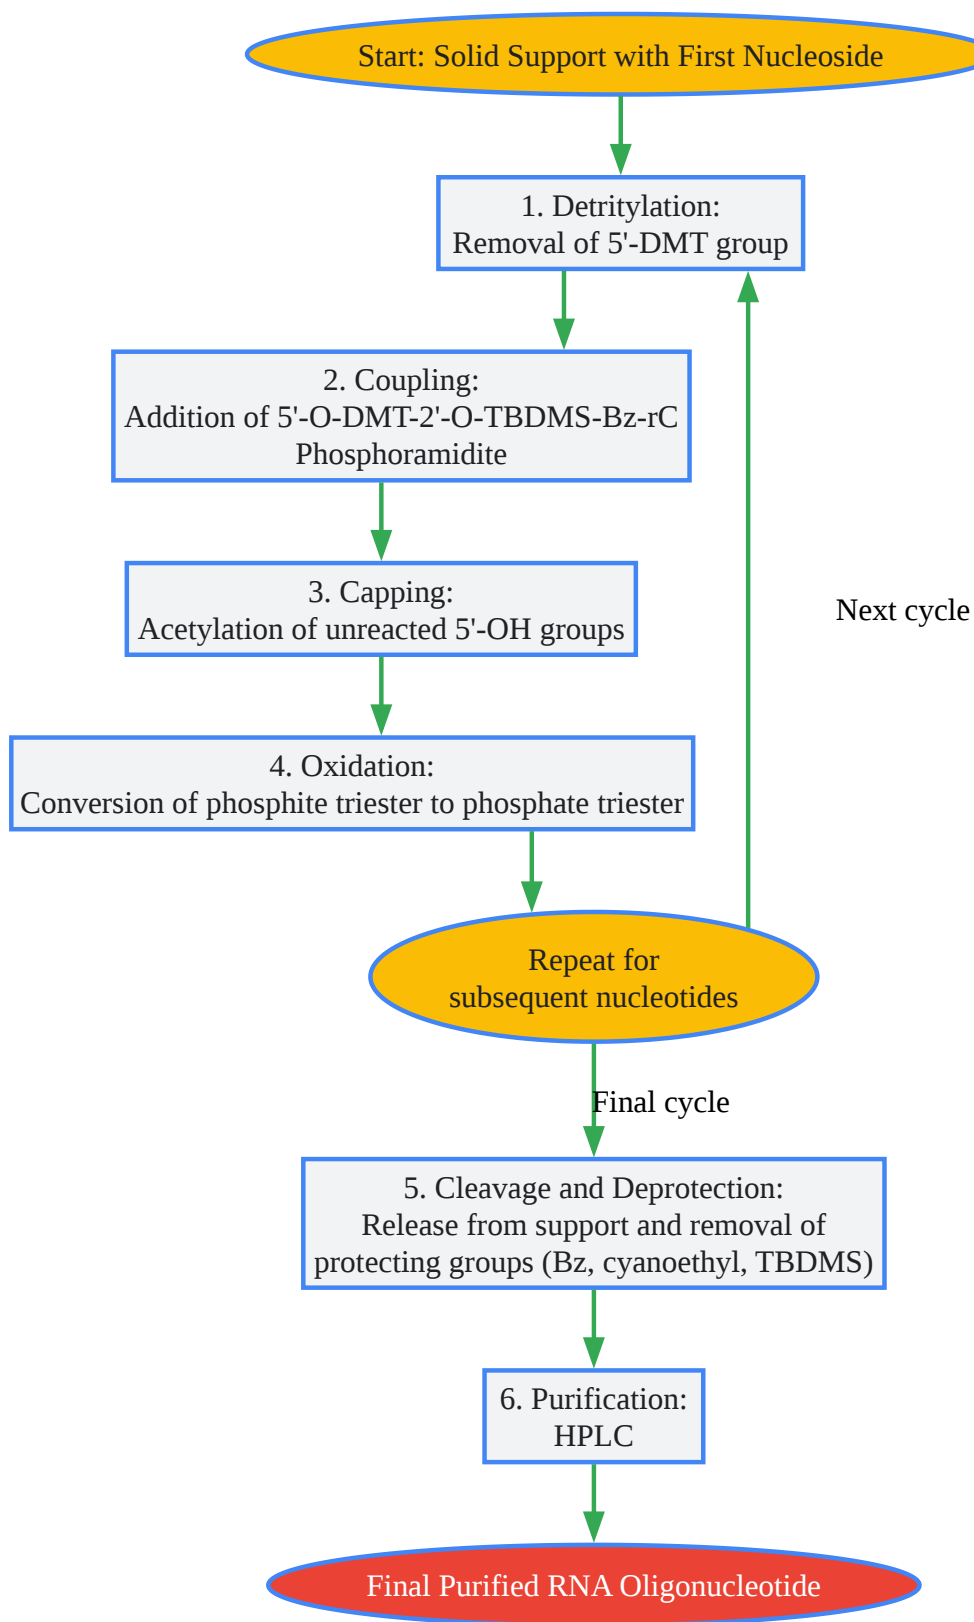 Start: Solid Support with First Nucleoside
1. Detritylation:
Removal of 5'-DMT group
2. Coupling:
Addition of 5'-O-DMT-2'-O-TBDMS-Bz-rC
Phosphoramidite
3. Capping:
Acetylation of unreacted 5'-OH groups
Next cycle
4. Oxidation:
Conversion of phosphite triester to phosphate triester
Repeat for
subsequent nucleotides
Final cycle
5. Cleavage and Deprotection:
Release from support and removal of
protecting groups (Bz, cyanoethyl, TBDMS)
6. Purification:
HPLC
Final Purified RNA Oligonucleotide